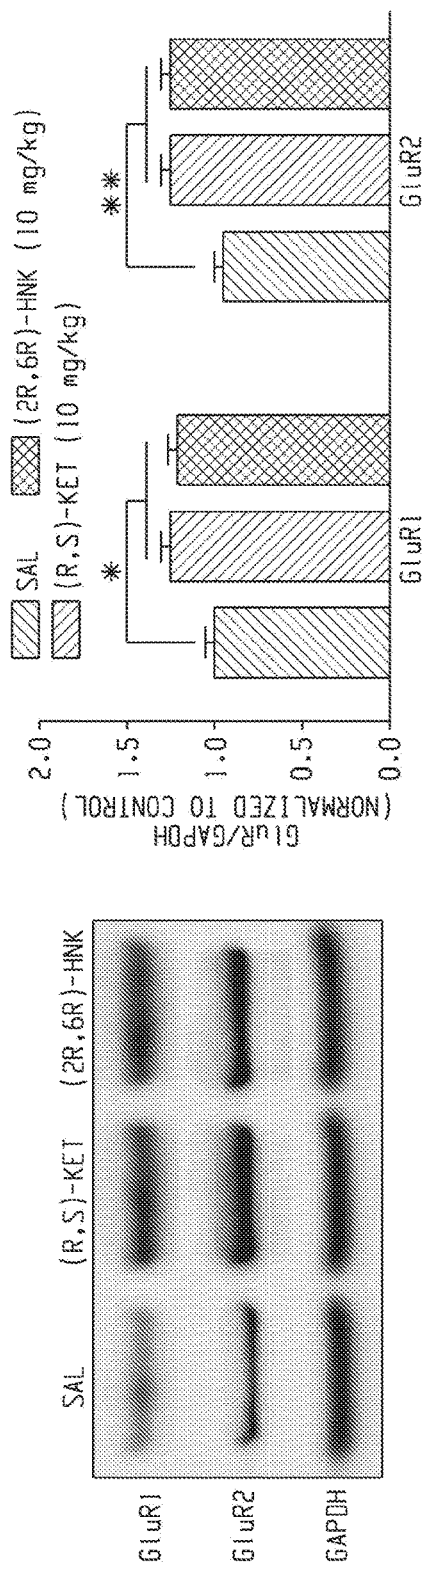 SAL (R,S)-KET (2R,6R)-HNK
GluR1
GluR2
GAPDH
SAL (2R,6R)-HNK (10 mg/kg)
(R,S)-KET (10 mg/kg)
GluR/GAPDH
(NORMALIZED TO CONTROL)
2.0
1.5
1.0
0.5
0.0
*
**
GluR1 GluR2